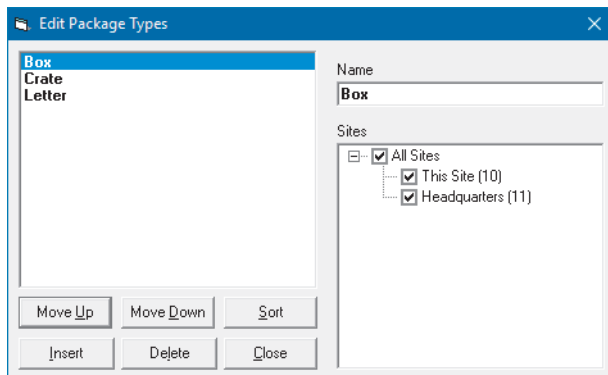 Edit Package Types
Box
Crate
Letter
Move Up
Move Down
Sort
Insert
Delete
Close
Name
Box
Sites
All Sites
This Site (10)
Headquarters (11)